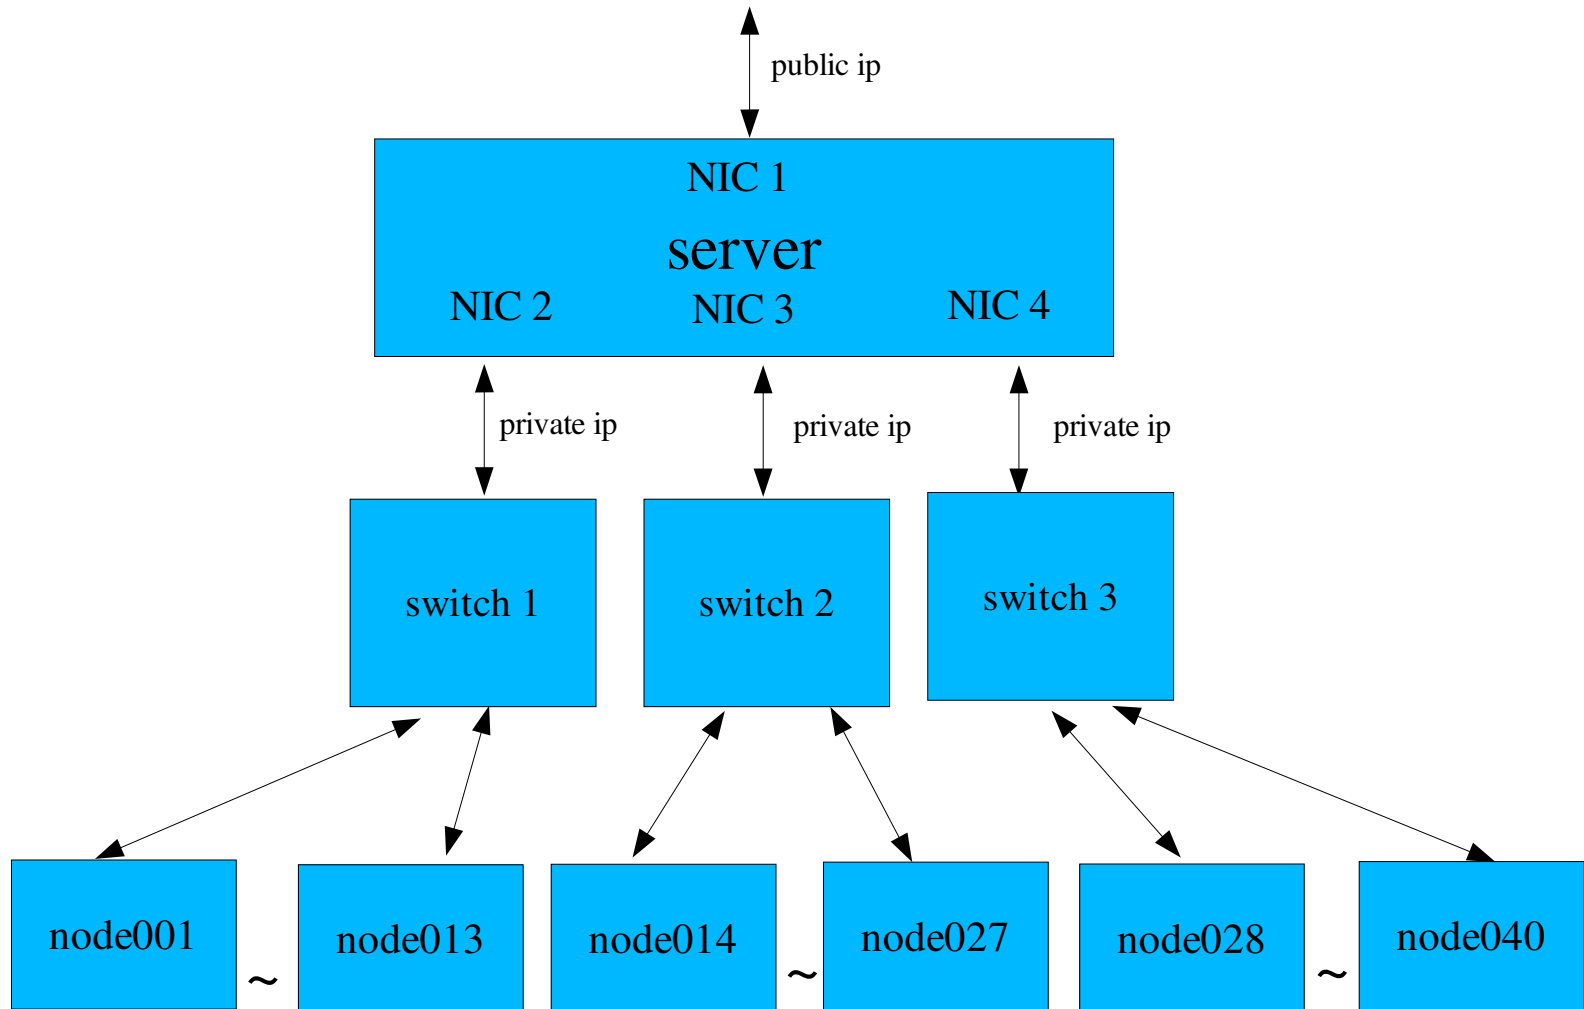 public ip
NIC 1
server
NIC 2
NIC 3
NIC 4
private ip
private ip
private ip
switch 1
switch 2
switch 3
node001
~
node013
node014
~
node027
node028
~
node040